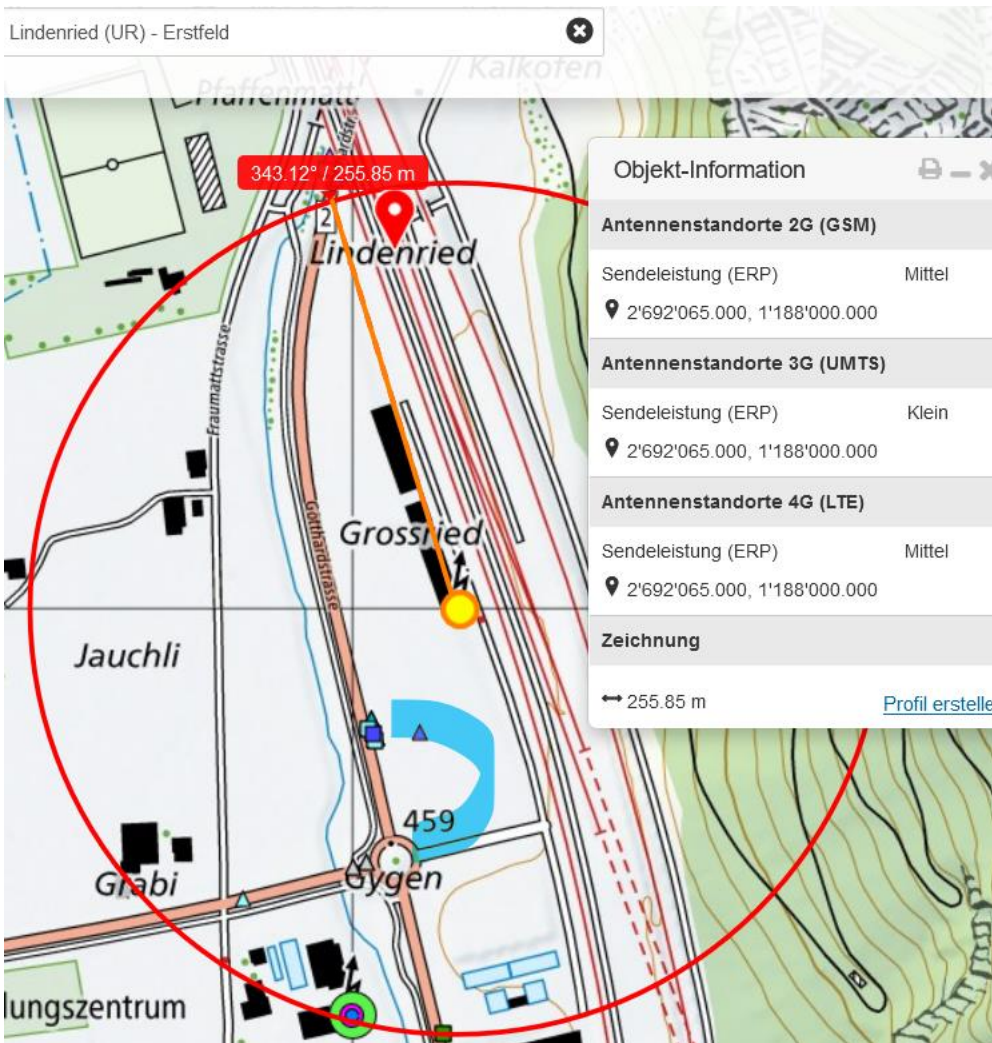 Lindenried (UR) - Erstfeld
Kalkofen
Pfaffenmatt
343.12° / 255.85 m
2
Lindenried
Fraumattstrasse
Gotthardstrasse
Grossried
Jauchli
459
Grabi
Gygen
lungszentrum
Objekt-Information
Antennenstandorte 2G (GSM)
Sendeleistung (ERP) Mittel
2'692'065.000, 1'188'000.000
Antennenstandorte 3G (UMTS)
Sendeleistung (ERP) Klein
2'692'065.000, 1'188'000.000
Antennenstandorte 4G (LTE)
Sendeleistung (ERP) Mittel
2'692'065.000, 1'188'000.000
Zeichnung
255.85 m Profil erstelle